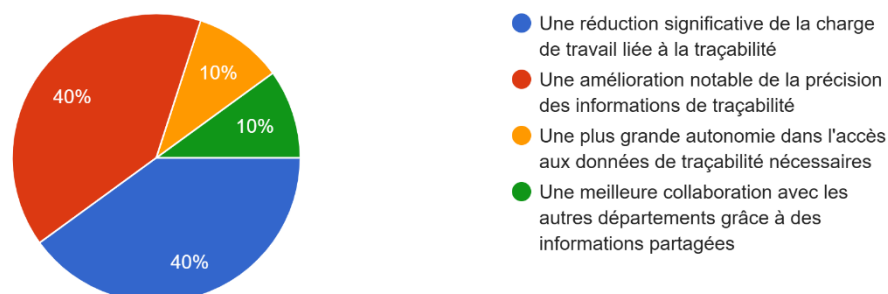 10%
40%
10%
40%
Une réduction significative de la charge
de travail liée à la traçabilité
Une amélioration notable de la précision
des informations de traçabilité
Une plus grande autonomie dans l'accès
aux données de traçabilité nécessaires
Une meilleure collaboration avec les
autres départements grâce à des
informations partagées